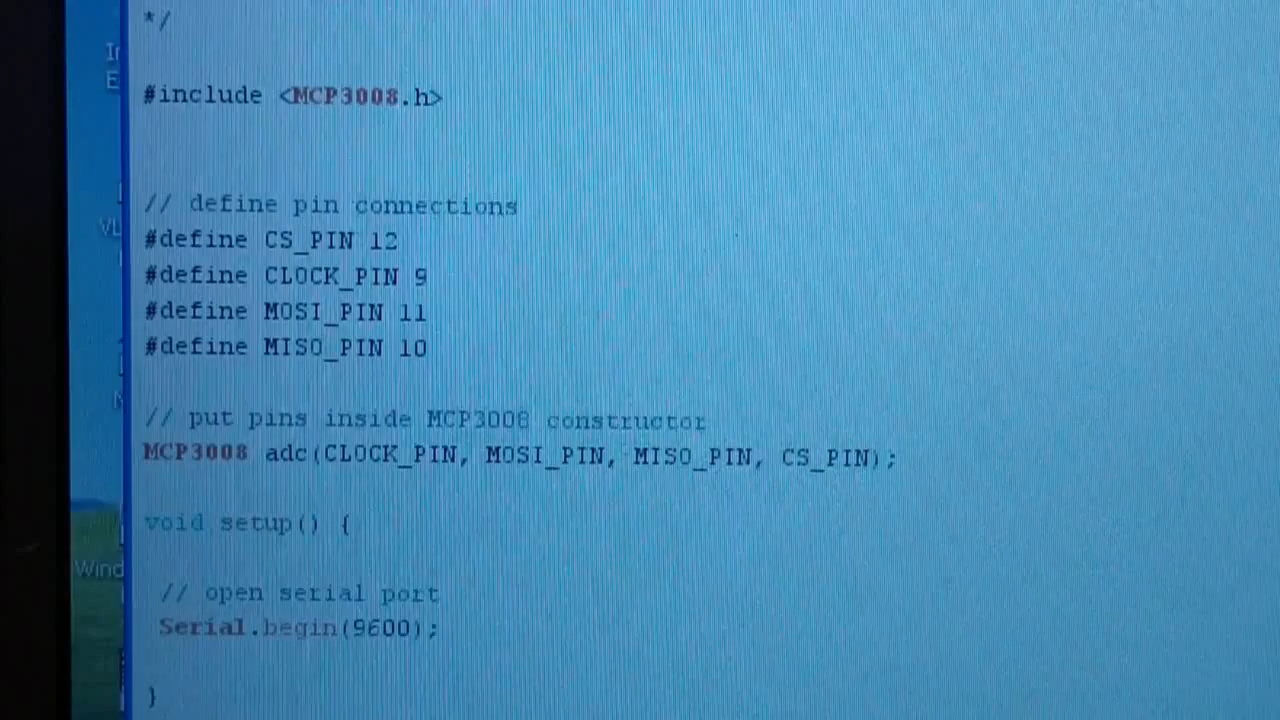 */
#include <MCP3008.h>
// define pin connections
#define CS_PIN 12
#define CLOCK_PIN 9
#define MOSI_PIN 11
#define MISO_PIN 10
// put pins inside MCP3008 constructor
MCP3008 adc(CLOCK_PIN, MOSI_PIN, MISO_PIN, CS_PIN);
void setup() {
// open serial port
Serial.begin(9600);
}
Wind